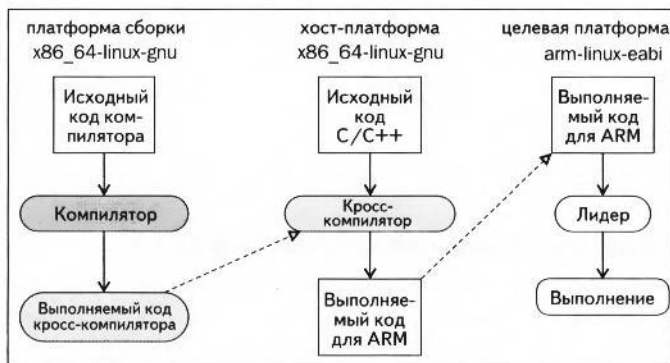 платформа сборки
x86_64-linux-gnu
Исходный
код ком-
пилятора
Компилятор
Выполняемый код
кросс-компилятора
хост-платформа
x86_64-linux-gnu
Исходный
код
C/C++
Кросс-
компилятор
Выполняе-
мый код
для ARM
целевая платформа
arm-linux-eabi
Выполняе-
мый код
для ARM
Лидер
Выполнение